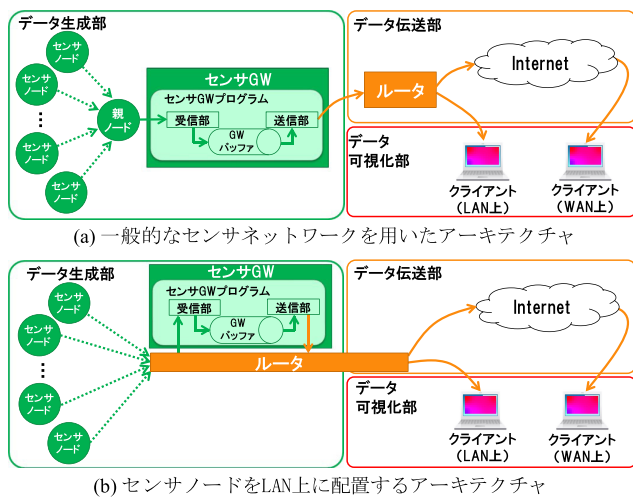 データ生成部
センサ
ノード
センサ
ノード
⋮
センサ
ノード
センサ
ノード
親
ノード
センサGW
センサGWプログラム
受信部
送信部
GW
バッファ
データ伝送部
ルータ
Internet
データ
可視化部
クライアント
(LAN上)
クライアント
(WAN上)
(a) 一般的なセンサネットワークを用いたアーキテクチャ
データ生成部
センサ
ノード
センサ
ノード
⋮
センサ
ノード
センサ
ノード
センサGW
センサGWプログラム
受信部
送信部
GW
バッファ
ルータ
データ伝送部
Internet
データ
可視化部
クライアント
(LAN上)
クライアント
(WAN上)
(b) センサノードをLAN上に配置するアーキテクチャ